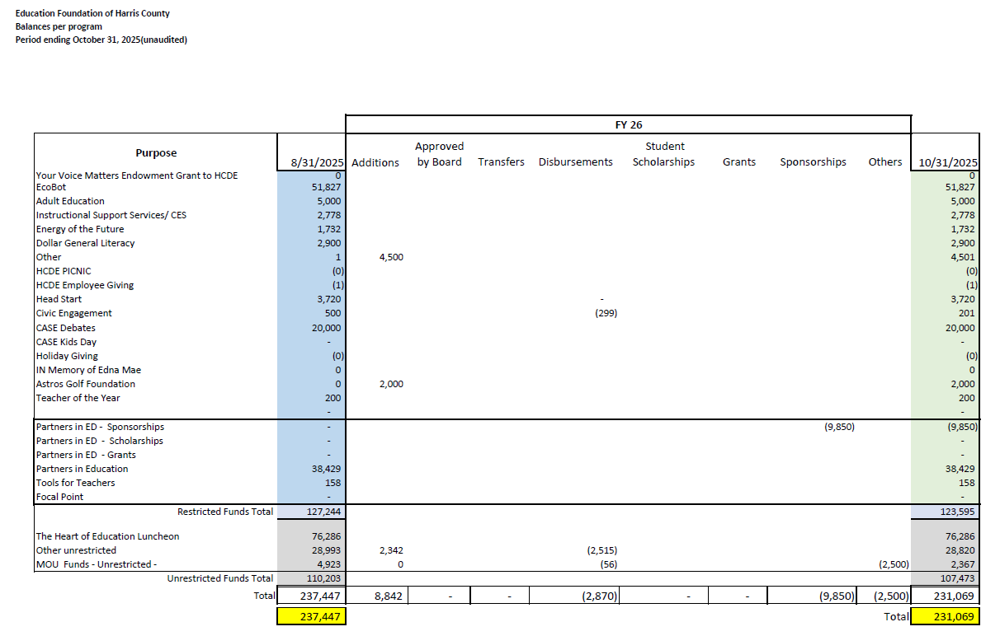 Education Foundation of Harris County
Balances per program
Period ending October 31, 2025(unaudited)
FY 26
Purpose 8/31/2025 Additions Approved by Board Transfers Disbursements Student Scholarships Grants Sponsorships Others 10/31/2025
Your Voice Matters Endowment Grant to HCDE 0 0
EcoBot 51,827 51,827
Adult Education 5,000 5,000
Instructional Support Services/ CES 2,778 2,778
Energy of the Future 1,732 1,732
Dollar General Literacy 2,900 2,900
Other 1 4,500 4,501
HCDE PICNIC (0) (0)
HCDE Employee Giving (1) (1)
Head Start 3,720 - 3,720
Civic Engagement 500 (299) 201
CASE Debates 20,000 20,000
CASE Kids Day - -
Holiday Giving (0) (0)
IN Memory of Edna Mae 0 0
Astros Golf Foundation 0 2,000 2,000
Teacher of the Year 200 200
- -
Partners in ED - Sponsorships - (9,850) (9,850)
Partners in ED - Scholarships - -
Partners in ED - Grants - -
Partners in Education 38,429 38,429
Tools for Teachers 158 158
Focal Point - -
Restricted Funds Total 127,244 123,595
The Heart of Education Luncheon 76,286 76,286
Other unrestricted 28,993 2,342 (2,515) 28,820
MOU Funds - Unrestricted - 4,923 0 (56) (2,500) 2,367
Unrestricted Funds Total 110,203 107,473
Total 237,447 8,842 - - (2,870) - - (9,850) (2,500) 231,069
237,447 Total 231,069